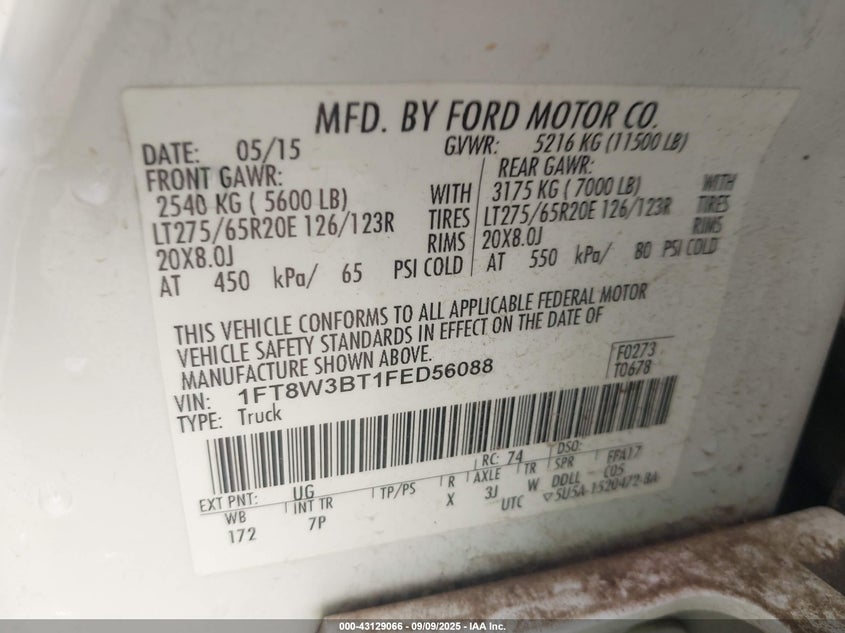 MFD. BY FORD MOTOR CO.
DATE: 05/15 GVWR: 5216 KG (11500 LB)
FRONT GAWR: REAR GAWR:
2540 KG ( 5600 LB) WITH 3175 KG ( 7000 LB) WITH
LT275/65R20E 126/123R TIRES LT275/65R20E 126/123R TIRES
20X8.0J RIMS 20X8.0J RIMS
AT 450 kPa/ 65 PSI COLD AT 550 kPa/ 80 PSI COLD
THIS VEHICLE CONFORMS TO ALL APPLICABLE FEDERAL MOTOR
VEHICLE SAFETY STANDARDS IN EFFECT ON THE DATE OF
MANUFACTURE SHOWN ABOVE.
VIN: 1FT8W3BT1FED56088 F0273
TYPE: Truck T0678
EXT PNT: UG RC: 74 DSO: FPA17
WB INT TR TP/PS R AXLE TR SPR
172 7P X 3J W DDLL C05
UTC ▽5U5A-1520472-BA
000-43129066 - 09/09/2025 - IAA Inc.